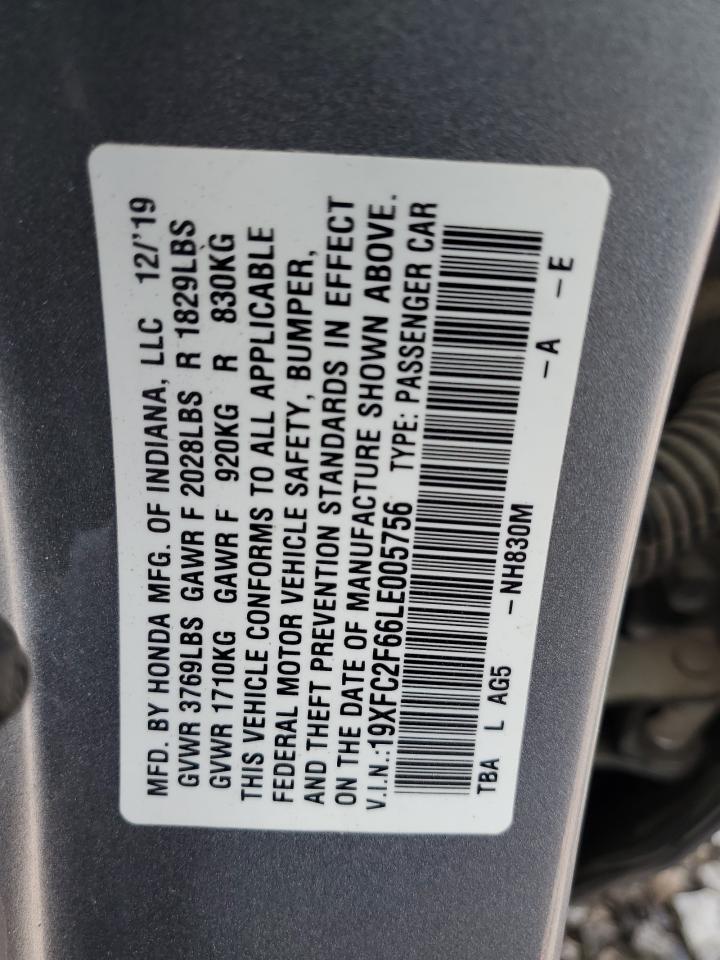 MFD. BY HONDA MFG. OF INDIANA, LLC 12/'19
GVWR 3769LBS GAWR F 2028LBS R 1829LBS
GVWR 1710KG GAWR F 920KG R 830KG
THIS VEHICLE CONFORMS TO ALL APPLICABLE
FEDERAL MOTOR VEHICLE SAFETY, BUMPER,
AND THEFT PREVENTION STANDARDS IN EFFECT
ON THE DATE OF MANUFACTURE SHOWN ABOVE.
V.I.N.:19XFC2F66LE005756 TYPE: PASSENGER CAR
TBA L AG5 -NH830M -A -E